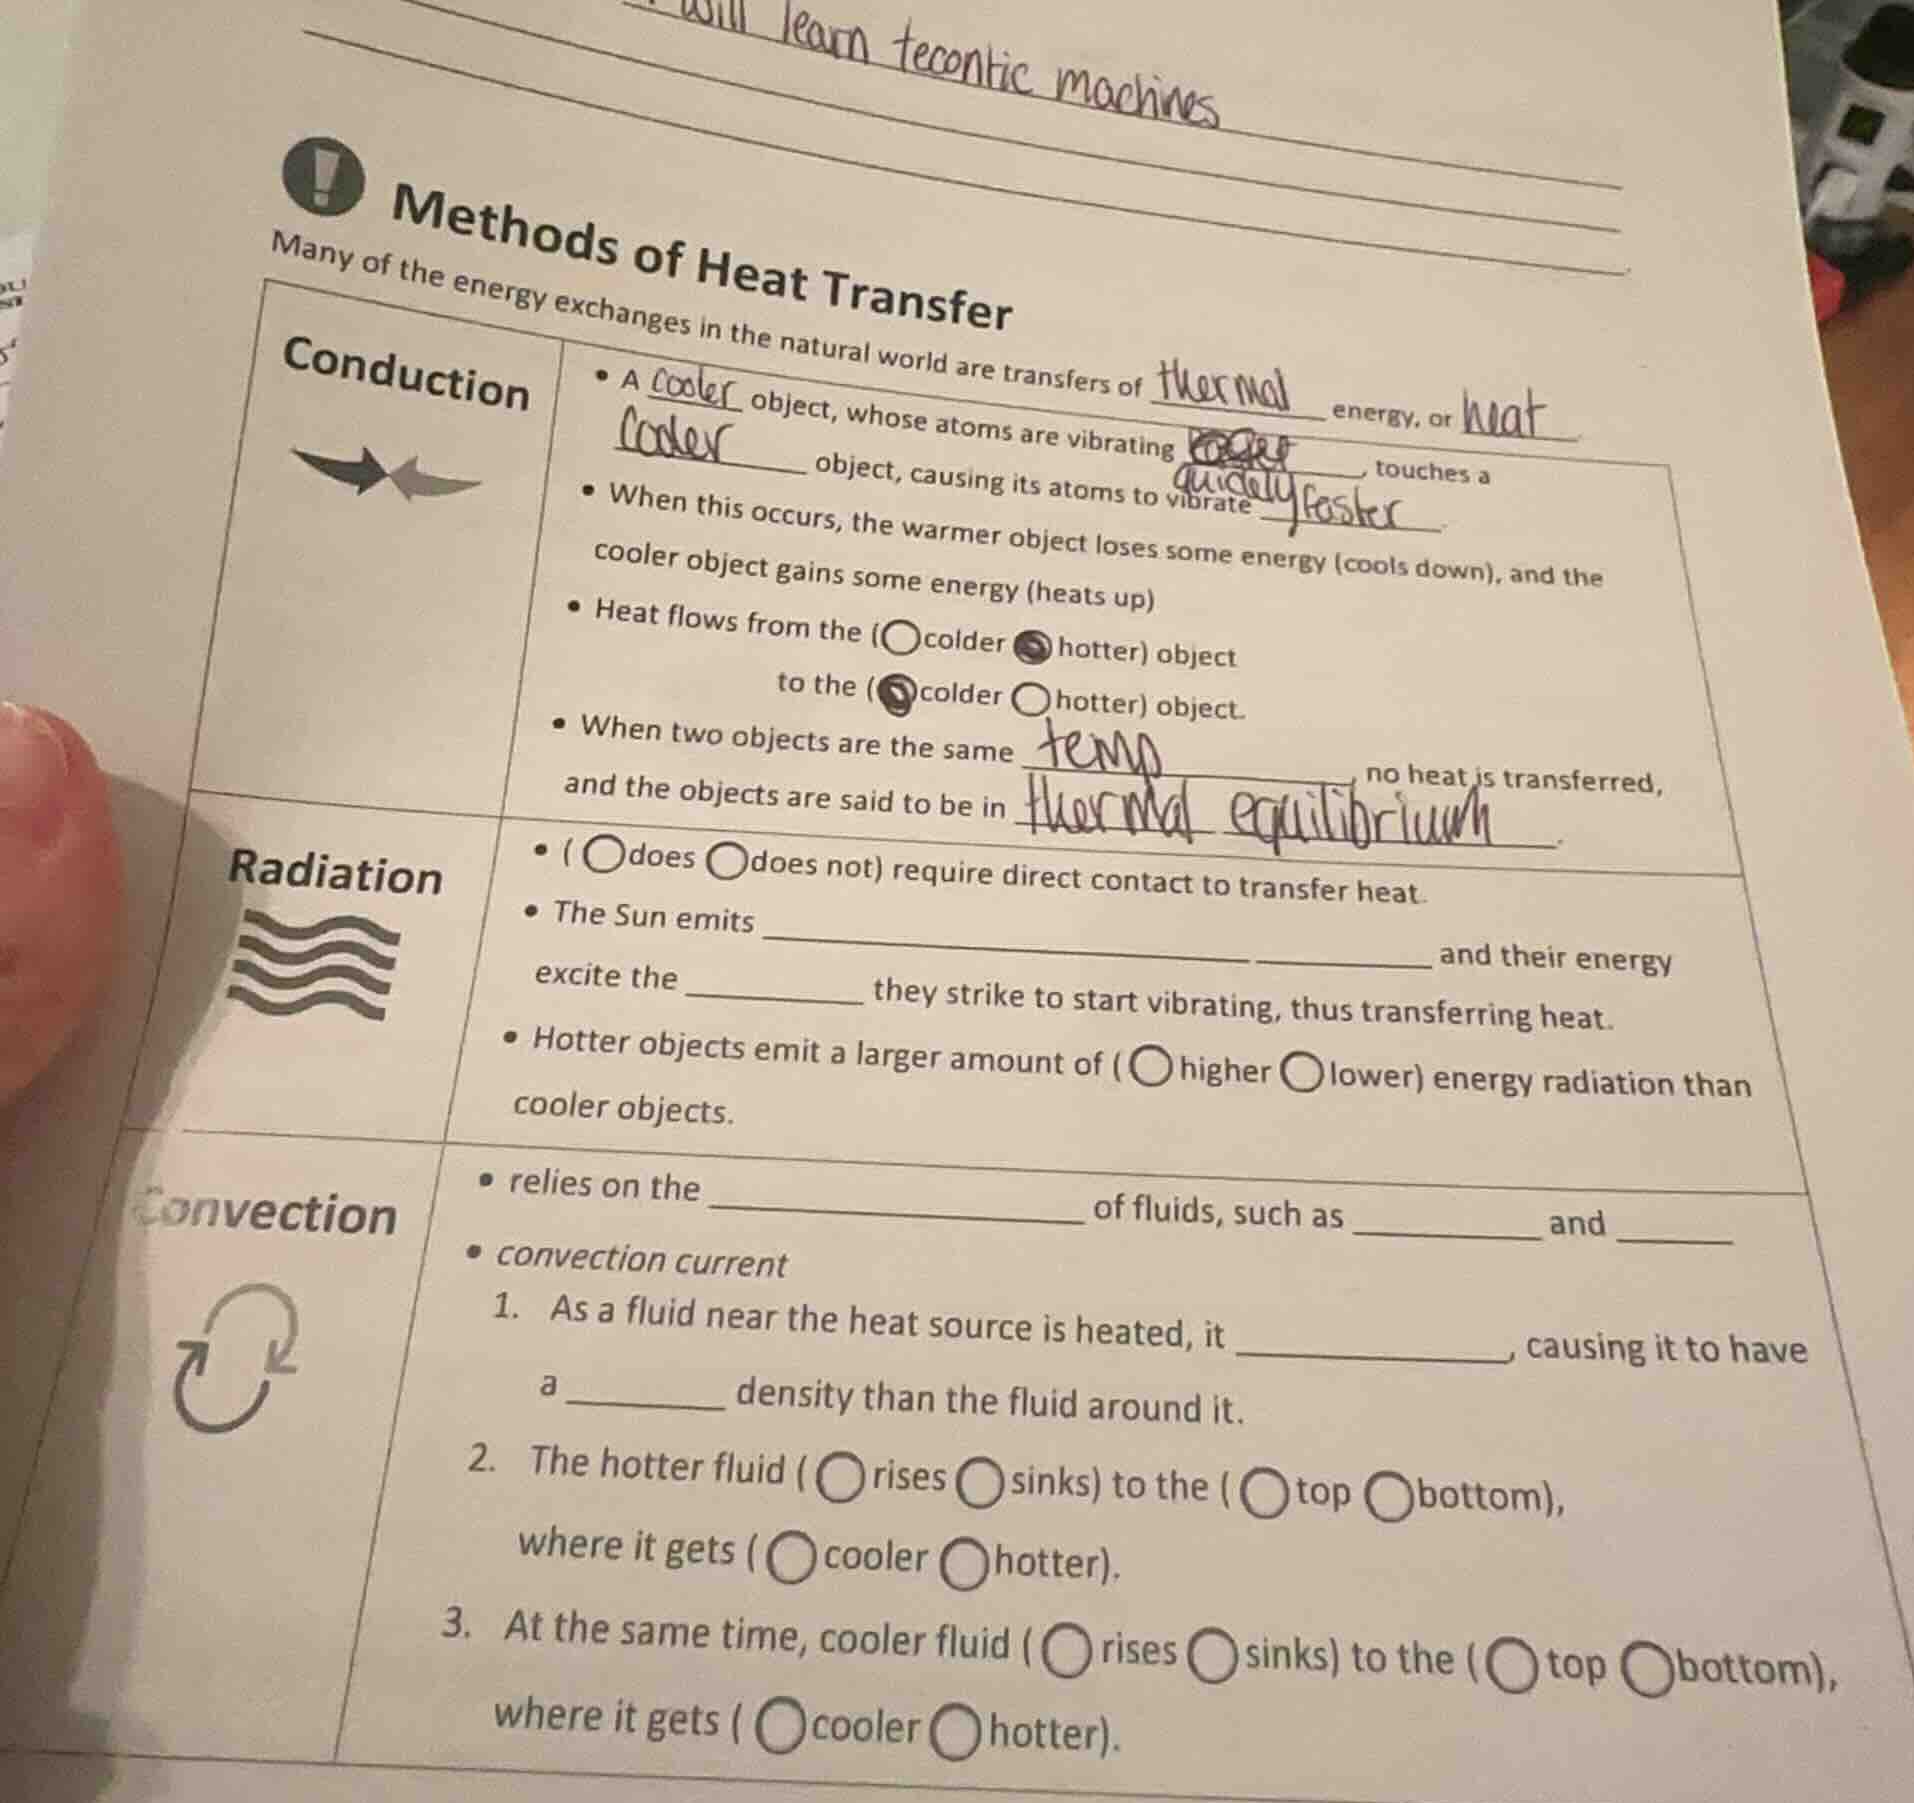 will learn tecontic machines
! Methods of Heat Transfer
Many of the energy exchanges in the natural world are transfers of thermal energy, or heat
Conduction
• A cooler object, whose atoms are vibrating quickly, touches a
Cooler object, causing its atoms to vibrate faster.
• When this occurs, the warmer object loses some energy (cools down), and the
cooler object gains some energy (heats up)
• Heat flows from the (○colder ●hotter) object
to the (●colder ○hotter) object.
• When two objects are the same temp, no heat is transferred,
and the objects are said to be in thermal equilibrium.
Radiation
• ( ○does ○does not) require direct contact to transfer heat.
• The Sun emits ____________ ______ and their energy
excite the ______ they strike to start vibrating, thus transferring heat.
• Hotter objects emit a larger amount of ( ○higher ○lower) energy radiation than
cooler objects.
Convection
• relies on the ____________ of fluids, such as ______ and ____
• convection current
1. As a fluid near the heat source is heated, it _________, causing it to have
a _____ density than the fluid around it.
2. The hotter fluid ( ○rises ○sinks) to the ( ○top ○bottom),
where it gets ( ○cooler ○hotter).
3. At the same time, cooler fluid ( ○rises ○sinks) to the ( ○top ○bottom),
where it gets ( ○cooler ○hotter).